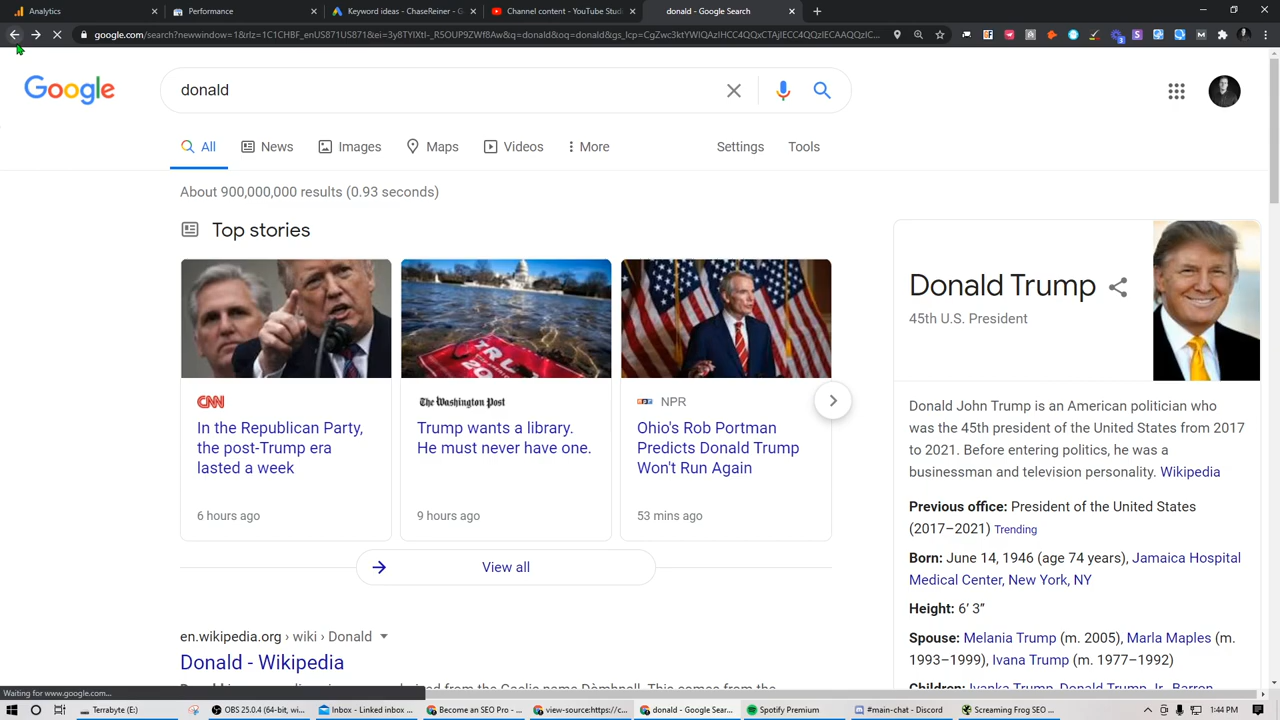 Analytics
Performance
Keyword ideas - ChaseReiner - G
Channel content - YouTube Stud
donald - Google Search
google.com/search?newwindow=1&rlz=1C1CHBF_enUS871US871&ei=3y8TYIXtI-_R5OUP9ZWf8Aw&q=donald&oq=donald&gs_lcp=CgZwc3ktYWIQAzIHCC4QQxCTAjIECC4QQzIECAAQQzIC...
Google
donald
All
News
Images
Maps
Videos
More
Settings
Tools
About 900,000,000 results (0.93 seconds)
Top stories
CNN
In the Republican Party,
the post-Trump era
lasted a week
6 hours ago
The Washington Post
Trump wants a library.
He must never have one.
9 hours ago
npr NPR
Ohio's Rob Portman
Predicts Donald Trump
Won't Run Again
53 mins ago
View all
en.wikipedia.org › wiki › Donald
Donald - Wikipedia
Donald Trump
45th U.S. President
Donald John Trump is an American politician who
was the 45th president of the United States from 2017
to 2021. Before entering politics, he was a
businessman and television personality. Wikipedia
Previous office: President of the United States
(2017–2021) Trending
Born: June 14, 1946 (age 74 years), Jamaica Hospital
Medical Center, New York, NY
Height: 6′ 3″
Spouse: Melania Trump (m. 2005), Marla Maples (m.
1993–1999), Ivana Trump (m. 1977–1992)
Children: Ivanka Trump, Donald Trump Jr., Barron
Waiting for www.google.com...
Terrabyte (E:)
OBS 25.0.4 (64-bit, wi...
Inbox - Linked inbox ...
Become an SEO Pro - ...
view-source:https://c...
donald - Google Sear...
Spotify Premium
#main-chat - Discord
Screaming Frog SEO ...
1:44 PM